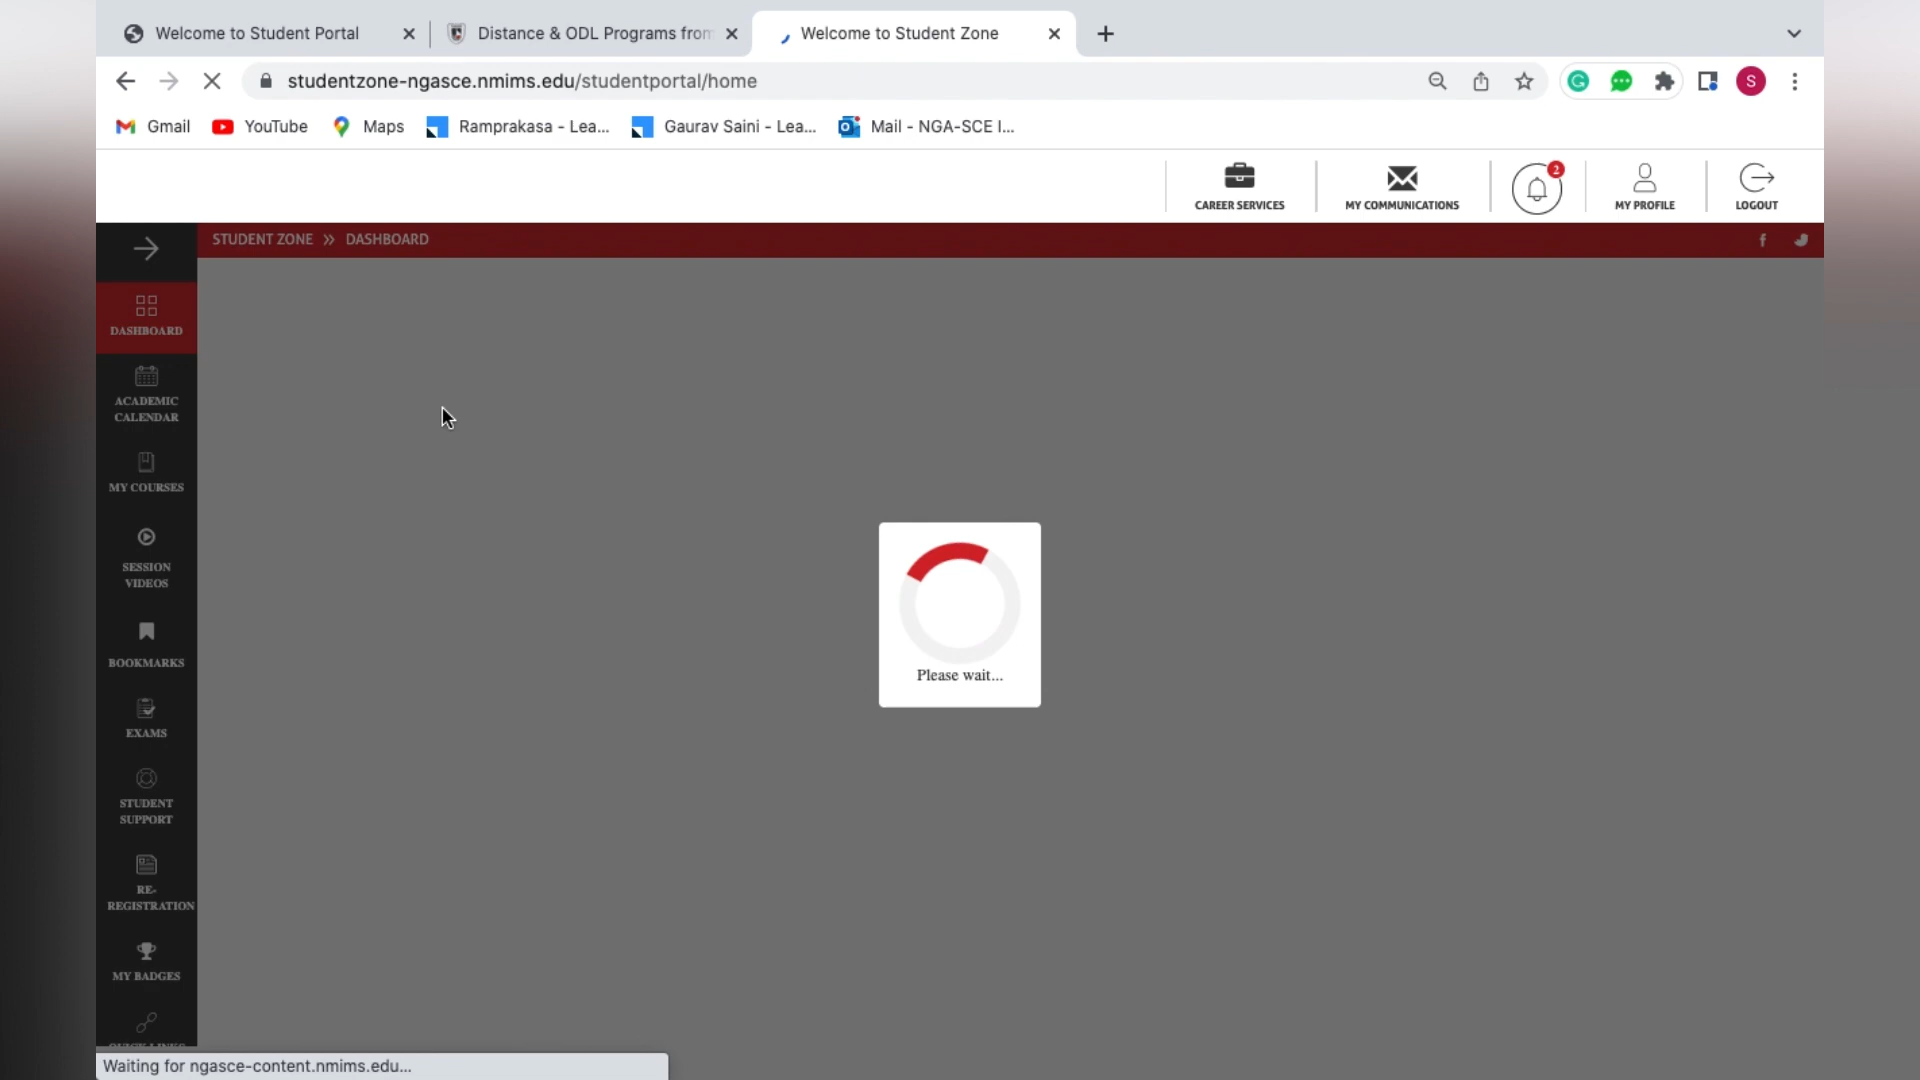 Welcome to Student Portal
Distance & ODL Programs from
Welcome to Student Zone
studentzone-ngasce.nmims.edu/studentportal/home
S
Gmail
YouTube
Maps
Ramprakasa - Lea...
Gaurav Saini - Lea...
Mail - NGA-SCE I...
CAREER SERVICES
MY COMMUNICATIONS
2
MY PROFILE
LOGOUT
STUDENT ZONE » DASHBOARD
DASHBOARD
ACADEMIC
CALENDAR
MY COURSES
SESSION
VIDEOS
BOOKMARKS
EXAMS
STUDENT
SUPPORT
RE-
REGISTRATION
MY BADGES
QUICK LINKS
Please wait...
Waiting for ngasce-content.nmims.edu...